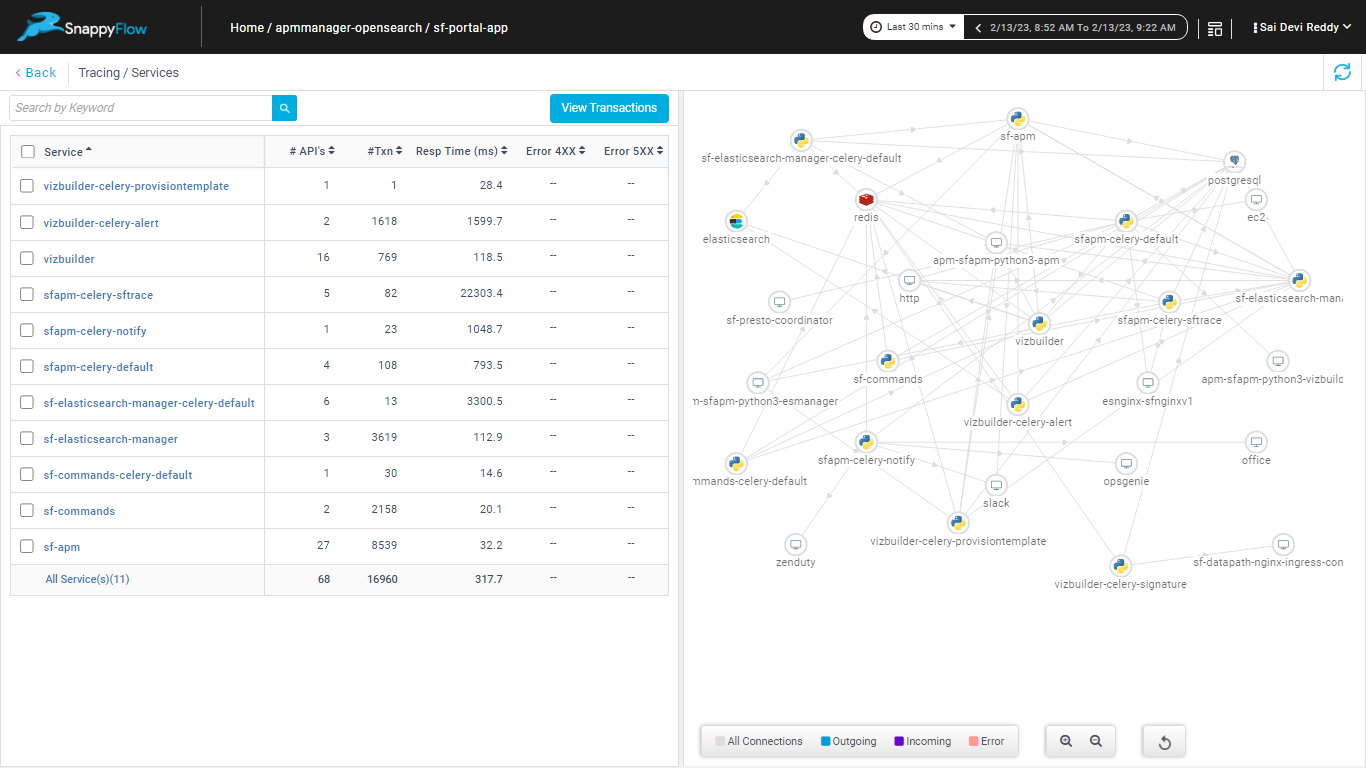 SnappyFlow
Home / apmmanager-opensearch / sf-portal-app
Last 30 mins
2/13/23, 8:52 AM To 2/13/23, 9:22 AM
Sai Devi Reddy
Back
Tracing / Services
Search by Keyword
View Transactions
Service # API's #Txn Resp Time (ms) Error 4XX Error 5XX
vizbuilder-celery-provisiontemplate 1 1 28.4 -- --
vizbuilder-celery-alert 2 1618 1599.7 -- --
vizbuilder 16 769 118.5 -- --
sfapm-celery-sftrace 5 82 22303.4 -- --
sfapm-celery-notify 1 23 1048.7 -- --
sfapm-celery-default 4 108 793.5 -- --
sf-elasticsearch-manager-celery-default 6 13 3300.5 -- --
sf-elasticsearch-manager 3 3619 112.9 -- --
sf-commands-celery-default 1 30 14.6 -- --
sf-commands 2 2158 20.1 -- --
sf-apm 27 8539 32.2 -- --
All Service(s)(11) 68 16960 317.7 -- --
sf-apm
sf-elasticsearch-manager-celery-default
postgresql
redis
ec2
elasticsearch
sfapm-celery-default
apm-sfapm-python3-apm
http
sf-elasticsearch-mana
sf-presto-coordinator
sfapm-celery-sftrace
vizbuilder
sf-commands
apm-sfapm-python3-vizbuilc
m-sfapm-python3-esmanager
esnginx-sfnginxv1
vizbuilder-celery-alert
sfapm-celery-notify
office
mmands-celery-default
opsgenie
slack
vizbuilder-celery-provisiontemplate
zenduty
sf-datapath-nginx-ingress-con
vizbuilder-celery-signature
All Connections
Outgoing
Incoming
Error